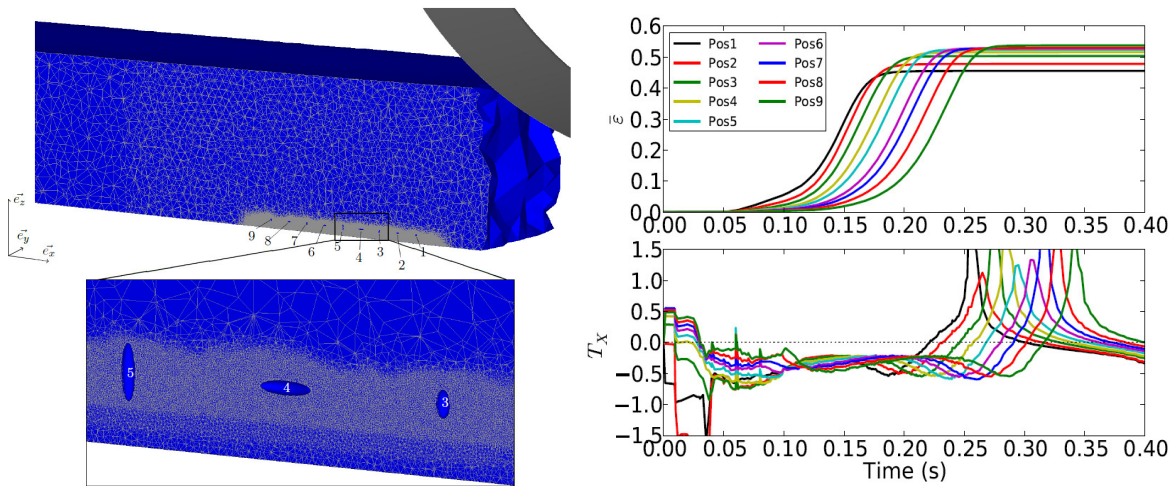 e⃗z
e⃗y
e⃗x
9
8
7
6
5
4
3
2
1
5
4
3
0.6
0.5
0.4
0.3
0.2
0.1
0.0
ε̄
Pos1
Pos2
Pos3
Pos4
Pos5
Pos6
Pos7
Pos8
Pos9
0.00 0.05 0.10 0.15 0.20 0.25 0.30 0.35 0.40
1.5
1.0
0.5
0.0
−0.5
−1.0
−1.5
T_X
0.00 0.05 0.10 0.15 0.20 0.25 0.30 0.35 0.40
Time (s)